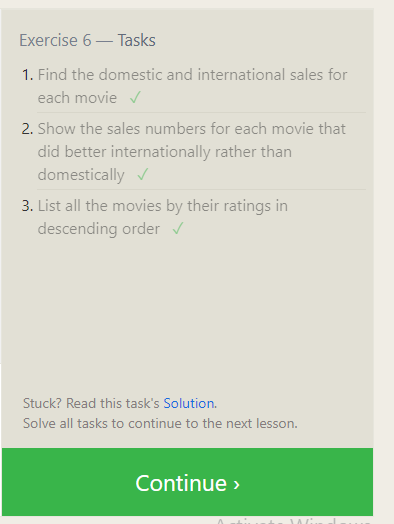 Exercise 6 — Tasks
1. Find the domestic and international sales for
each movie ✓
2. Show the sales numbers for each movie that
did better internationally rather than
domestically ✓
3. List all the movies by their ratings in
descending order ✓
Stuck? Read this task's Solution.
Solve all tasks to continue to the next lesson.
Continue ›
Activate Windows